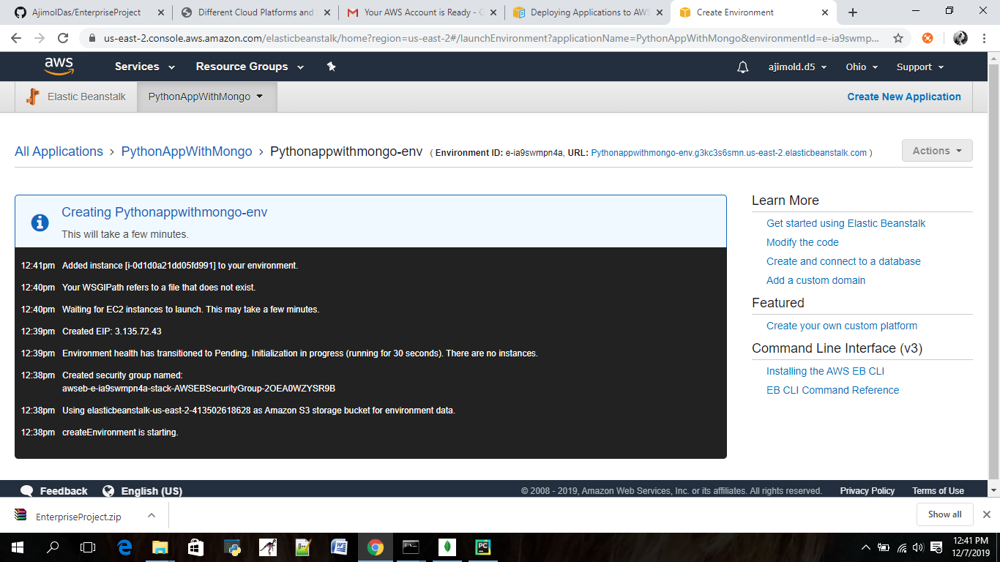 AjimolDas/EnterpriseProject
Different Cloud Platforms and
Your AWS Account is Ready - G
Deploying Applications to AWS
Create Environment
us-east-2.console.aws.amazon.com/elasticbeanstalk/home?region=us-east-2#/launchEnvironment?applicationName=PythonAppWithMongo&environmentId=e-ia9swmp...
aws
Services
Resource Groups
ajimold.d5
Ohio
Support
Elastic Beanstalk
PythonAppWithMongo
Create New Application
All Applications > PythonAppWithMongo > Pythonappwithmongo-env ( Environment ID: e-ia9swmpn4a, URL: Pythonappwithmongo-env.g3kc3s6smn.us-east-2.elasticbeanstalk.com )
Actions
Creating Pythonappwithmongo-env
This will take a few minutes.
12:41pm Added instance [i-0d1d0a21dd05fd991] to your environment.
12:40pm Your WSGIPath refers to a file that does not exist.
12:40pm Waiting for EC2 instances to launch. This may take a few minutes.
12:39pm Created EIP: 3.135.72.43
12:39pm Environment health has transitioned to Pending. Initialization in progress (running for 30 seconds). There are no instances.
12:38pm Created security group named:
awseb-e-ia9swmpn4a-stack-AWSEBSecurityGroup-2OEA0WZYSR9B
12:38pm Using elasticbeanstalk-us-east-2-413502618628 as Amazon S3 storage bucket for environment data.
12:38pm createEnvironment is starting.
Learn More
Get started using Elastic Beanstalk
Modify the code
Create and connect to a database
Add a custom domain
Featured
Create your own custom platform
Command Line Interface (v3)
Installing the AWS EB CLI
EB CLI Command Reference
Feedback
English (US)
© 2008 - 2019, Amazon Web Services, Inc. or its affiliates. All rights reserved.
Privacy Policy
Terms of Use
EnterpriseProject.zip
Show all
12:41 PM
12/7/2019